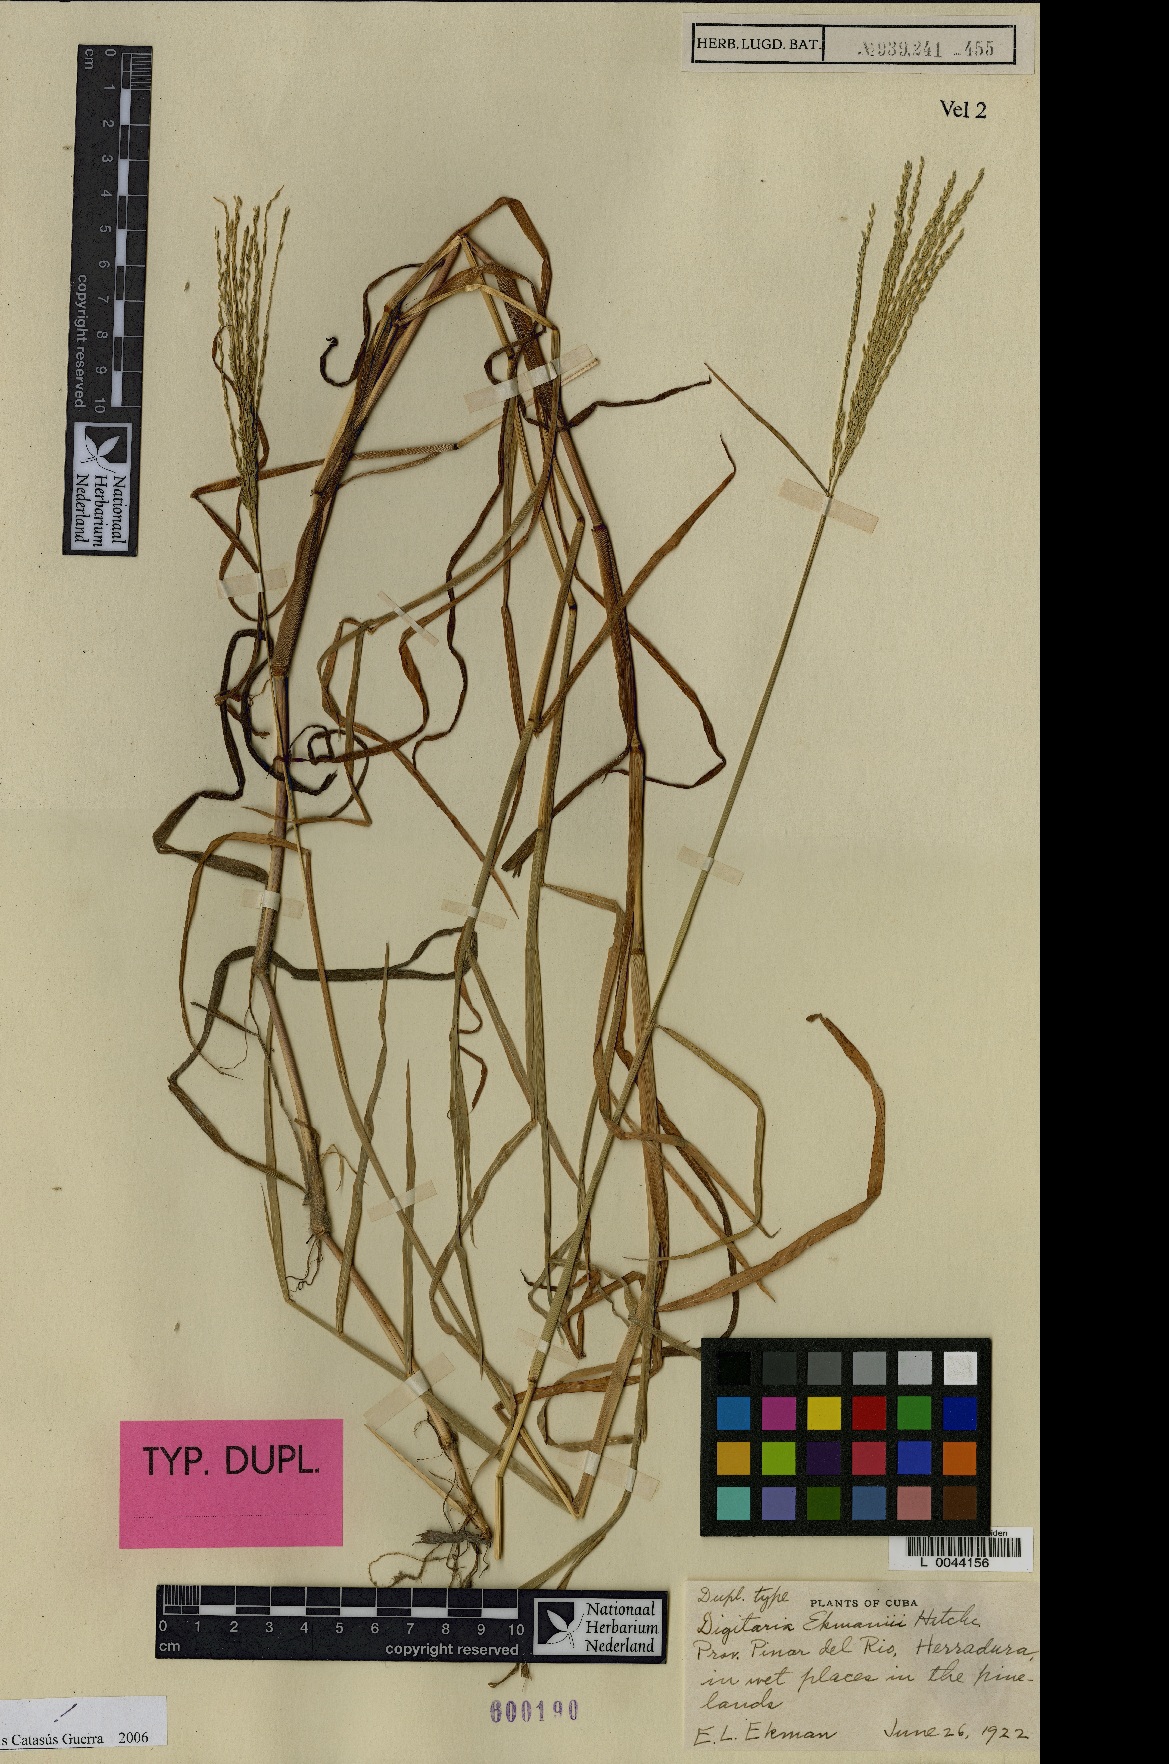 HERB. LUGD. BAT. № 939.241 ..455
Vel 2
0 1 2 3 4 5 6 7 8 9 10
cm
copyright reserved
Nationaal
Herbarium
Nederland
TYP. DUPL.
0 1 2 3 4 5 6 7 8 9 10
cm
copyright reserved
Nationaal
Herbarium
Nederland
iden
L 0044156
Dupl. type PLANTS OF CUBA
Digitaria Ekmanii Hitchc.
Prov. Pinar del Rio, Herradura,
in wet places in the pine-
lands
E. L. Ekman June 26, 1922
600190
!
s Catasús Guerra 2006